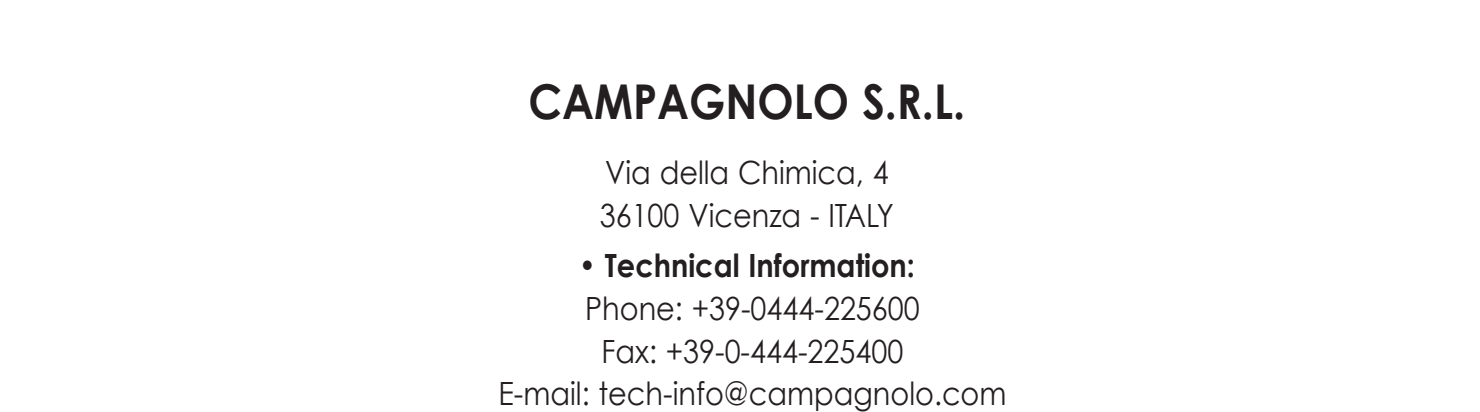 CAMPAGNOLO S.R.L.
Via della Chimica, 4
36100 Vicenza - ITALY
• Technical Information:
Phone: +39-0444-225600
Fax: +39-0-444-225400
E-mail: tech-info@campagnolo.com